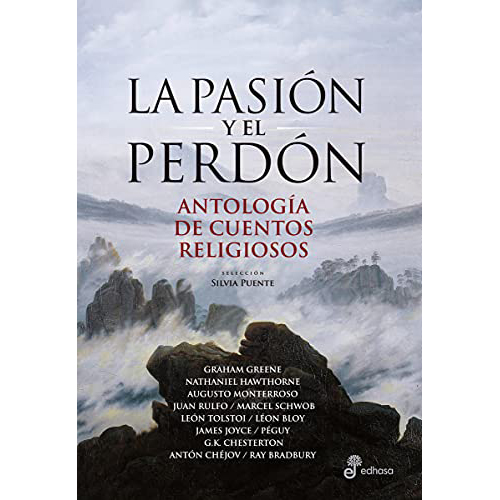 LA PASIÓN
Y EL
PERDÓN
ANTOLOGÍA
DE CUENTOS
RELIGIOSOS
SELECCIÓN
SILVIA PUENTE
GRAHAM GREENE
NATHANIEL HAWTHORNE
AUGUSTO MONTERROSO
JUAN RULFO / MARCEL SCHWOB
LEÓN TOLSTOI / LÉON BLOY
JAMES JOYCE / PÉGUY
G.K. CHESTERTON
ANTÓN CHÉJOV / RAY BRADBURY
edhasa